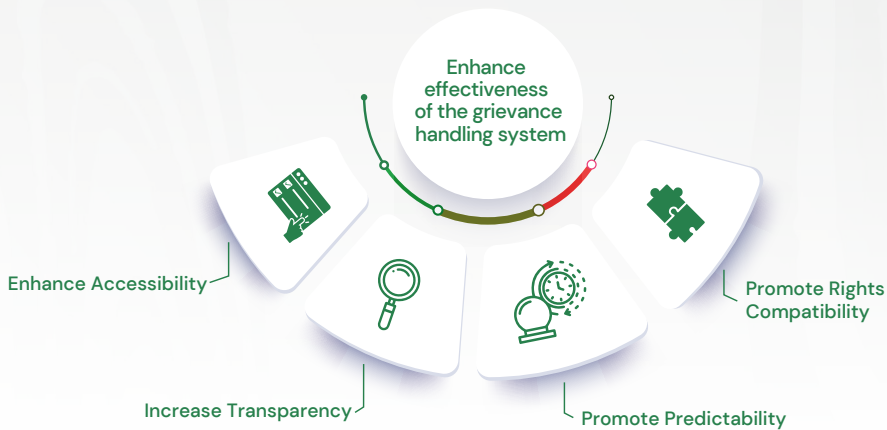 Enhance
effectiveness
of the grievance
handling system
Enhance Accessibility
Increase Transparency
Promote Predictability
Promote Rights
Compatibility